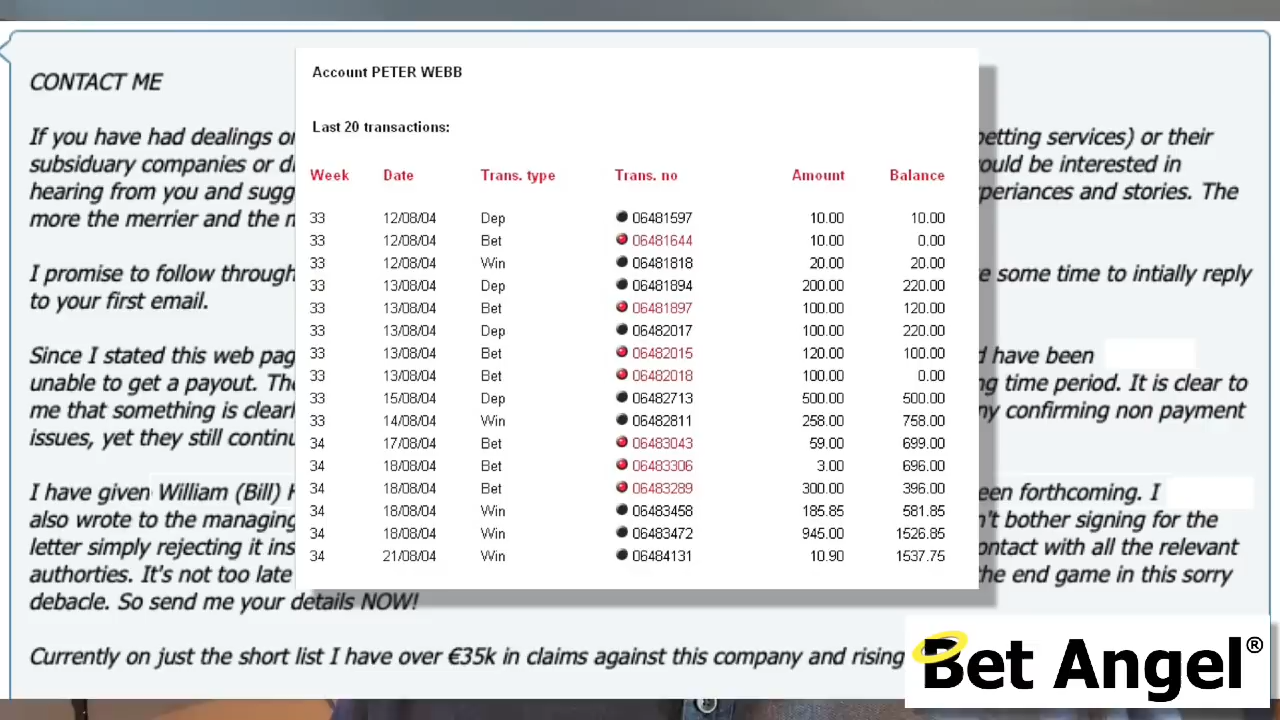 CONTACT ME
If you have had dealings or
etting services) or their
subsiduary companies or di
ould be interested in
hearing from you and sugg
periances and stories. The
more the merrier and the m
I promise to follow through
some time to intially reply
to your first email.
Since I stated this web pag
have been
unable to get a payout. The
ng time period. It is clear to
me that something is clearl
ny confirming non payment
issues, yet they still continu
I have given William (Bill)
een forthcoming. I
also wrote to the managing
n't bother signing for the
letter simply rejecting it ins
ontact with all the relevant
authorties. It's not too late
the end game in this sorry
debacle. So send me your details NOW!
Currently on just the short list I have over €35k in claims against this company and rising
Account PETER WEBB
Last 20 transactions:
Week Date Trans. type Trans. no Amount Balance
33 12/08/04 Dep 06481597 10.00 10.00
33 12/08/04 Bet 06481644 10.00 0.00
33 12/08/04 Win 06481818 20.00 20.00
33 13/08/04 Dep 06481894 200.00 220.00
33 13/08/04 Bet 06481897 100.00 120.00
33 13/08/04 Dep 06482017 100.00 220.00
33 13/08/04 Bet 06482015 120.00 100.00
33 13/08/04 Bet 06482018 100.00 0.00
33 15/08/04 Dep 06482713 500.00 500.00
33 14/08/04 Win 06482811 258.00 758.00
34 17/08/04 Bet 06483043 59.00 699.00
34 18/08/04 Bet 06483306 3.00 696.00
34 18/08/04 Bet 06483289 300.00 396.00
34 18/08/04 Win 06483458 185.85 581.85
34 18/08/04 Win 06483472 945.00 1526.85
34 21/08/04 Win 06484131 10.90 1537.75
Bet Angel®